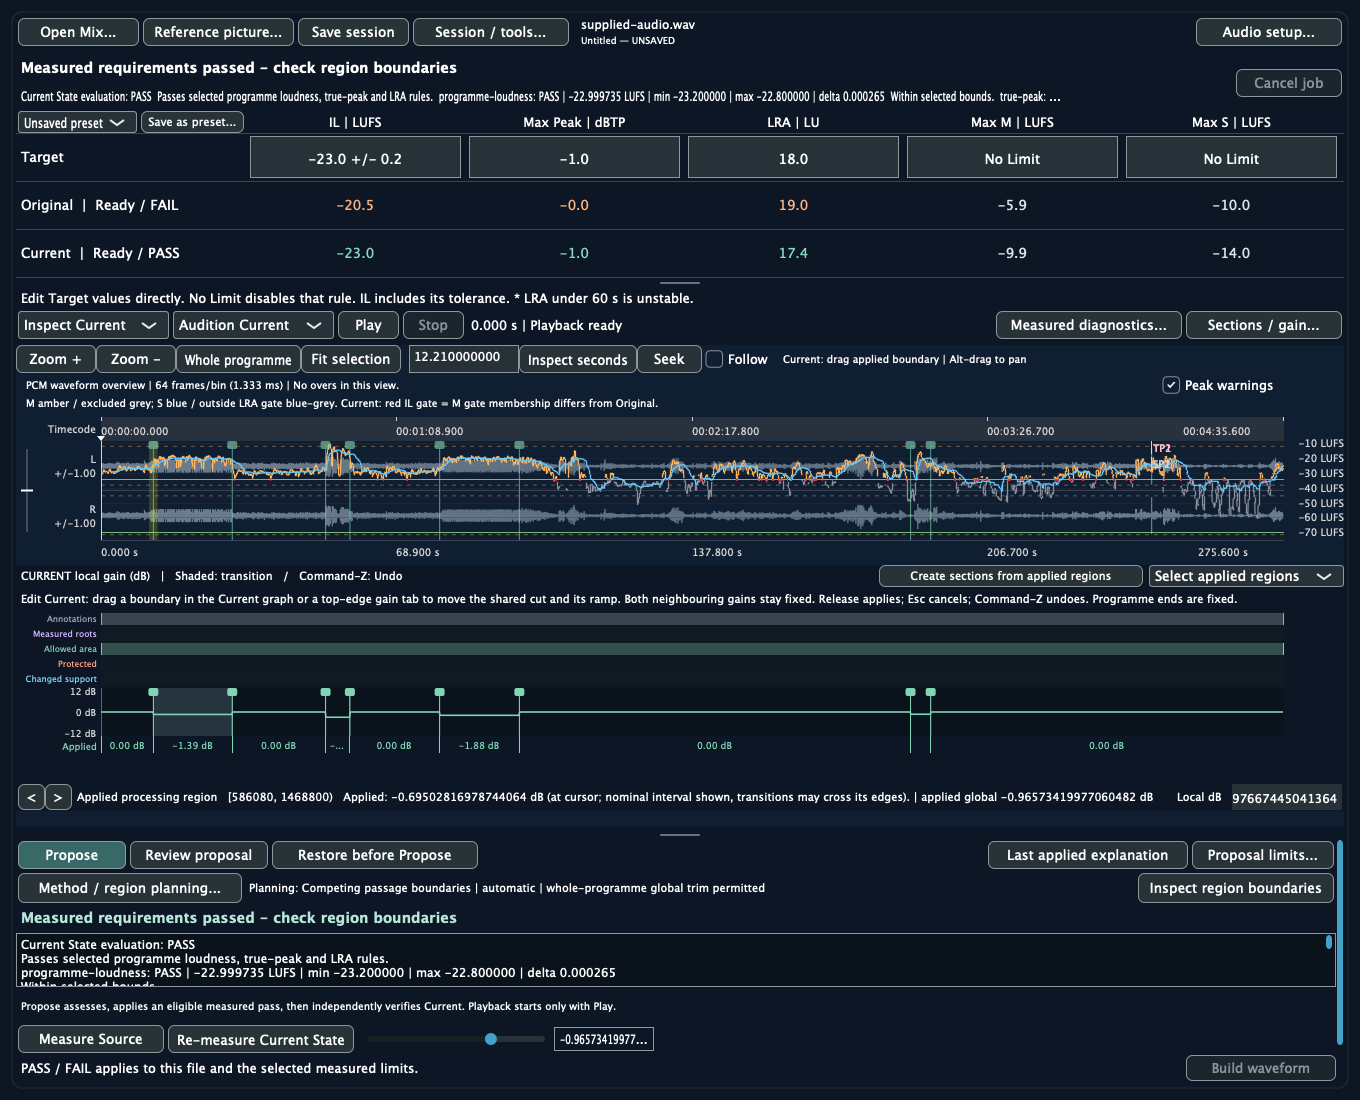 Open Mix... Reference picture... Save session Session / tools... supplied-audio.wav Audio setup...
Untitled — UNSAVED
Measured requirements passed – check region boundaries
Cancel job
Current State evaluation: PASS Passes selected programme loudness, true-peak and LRA rules. programme-loudness: PASS | −22.999735 LUFS | min −23.200000 | max −22.800000 | delta 0.000265 Within selected bounds. true-peak: ...
Unsaved preset Save as preset... IL | LUFS Max Peak | dBTP LRA | LU Max M | LUFS Max S | LUFS
Target −23.0 +/− 0.2 −1.0 18.0 No Limit No Limit
Original | Ready / FAIL −20.5 −0.0 19.0 −5.9 −10.0
Current | Ready / PASS −23.0 −1.0 17.4 −9.9 −14.0
Edit Target values directly. No Limit disables that rule. IL includes its tolerance. * LRA under 60 s is unstable.
Inspect Current Audition Current Play Stop 0.000 s | Playback ready Measured diagnostics... Sections / gain...
Zoom + Zoom − Whole programme Fit selection 12.210000000 Inspect seconds Seek Follow Current: drag applied boundary | Alt-drag to pan
PCM waveform overview | 64 frames/bin (1.333 ms) | No overs in this view. Peak warnings
M amber / excluded grey; S blue / outside LRA gate blue-grey. Current: red IL gate = M gate membership differs from Original.
Timecode 00:00:00.000 00:01:08.900 00:02:17.800 00:03:26.700 00:04:35.600
−10 LUFS
TP2
L −20 LUFS
+/−1.00 −30 LUFS
−40 LUFS
R −50 LUFS
+/−1.00 −60 LUFS
−70 LUFS
0.000 s 68.900 s 137.800 s 206.700 s 275.600 s
CURRENT local gain (dB) | Shaded: transition / Command-Z: Undo Create sections from applied regions Select applied regions
Edit Current: drag a boundary in the Current graph or a top-edge gain tab to move the shared cut and its ramp. Both neighbouring gains stay fixed. Release applies; Esc cancels; Command-Z undoes. Programme ends are fixed.
Annotations
Measured roots
Allowed area
Protected
Changed support
12 dB
0 dB
−12 dB
Applied 0.00 dB −1.39 dB 0.00 dB −... 0.00 dB −1.88 dB 0.00 dB 0.00 dB
< > Applied processing region [586080, 1468800) Applied: −0.69502816978744064 dB (at cursor; nominal interval shown, transitions may cross its edges). | applied global −0.96573419977060482 dB Local dB 97667445041364
Propose Review proposal Restore before Propose Last applied explanation Proposal limits...
Method / region planning... Planning: Competing passage boundaries | automatic | whole-programme global trim permitted Inspect region boundaries
Measured requirements passed – check region boundaries
Current State evaluation: PASS
Passes selected programme loudness, true-peak and LRA rules.
programme-loudness: PASS | −22.999735 LUFS | min −23.200000 | max −22.800000 | delta 0.000265
Within selected bounds.
Propose assesses, applies an eligible measured pass, then independently verifies Current. Playback starts only with Play.
Measure Source Re-measure Current State −0.96573419977...
PASS / FAIL applies to this file and the selected measured limits. Build waveform